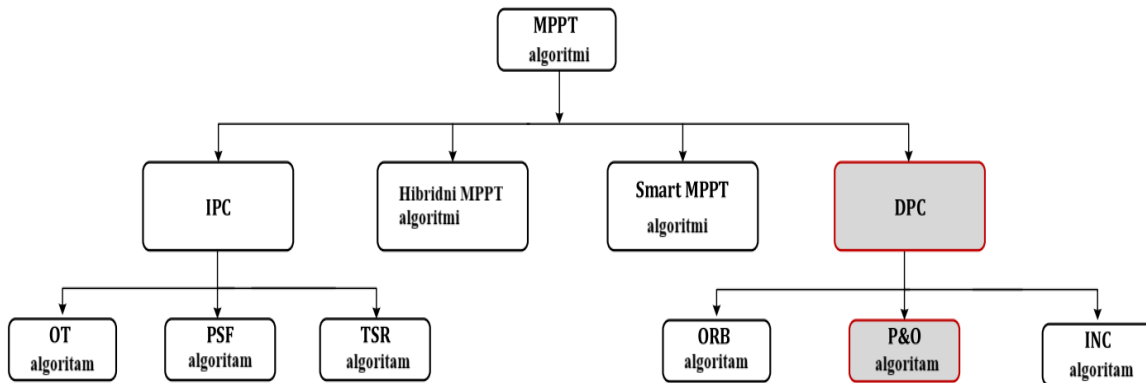 MPPT
algoritmi
IPC
Hibridni MPPT
algoritmi
Smart MPPT
algoritmi
DPC
OT
algoritam
PSF
algoritam
TSR
algoritam
ORB
algoritam
P&O
algoritam
INC
algoritam